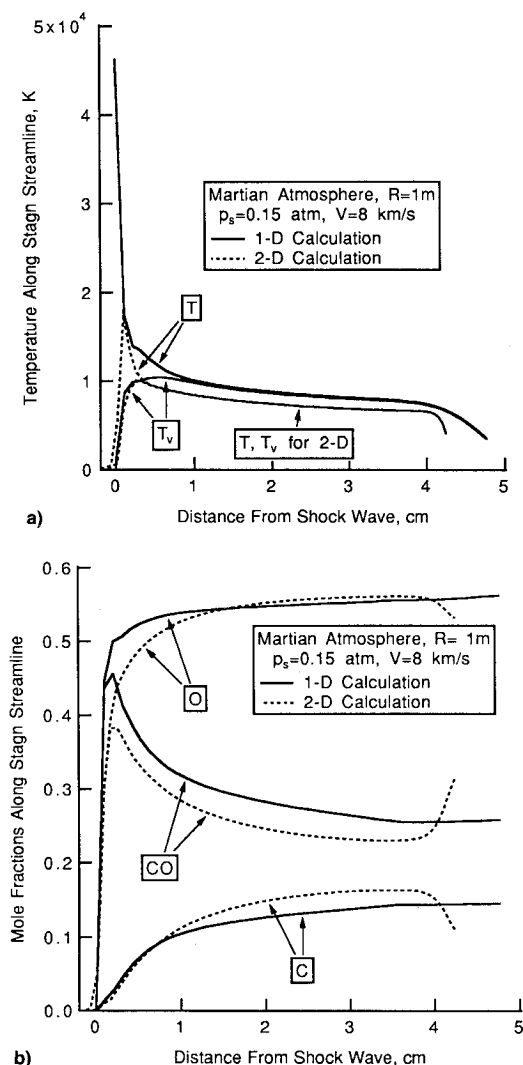 5x10⁴
4
3
2
1
0
Temperature Along Stagn Streamline, K
Martian Atmosphere, R=1m
pₛ=0.15 atm, V=8 km/s
1-D Calculation
2-D Calculation
T
Tᵥ
T, Tᵥ for 2-D
0 1 2 3 4 5
a)
Distance From Shock Wave, cm
0.6
0.5
0.4
0.3
0.2
0.1
0.0
Mole Fractions Along Stagn Streamline
Martian Atmosphere, R= 1m
pₛ=0.15 atm, V=8 km/s
1-D Calculation
2-D Calculation
O
CO
C
0 1 2 3 4 5
b)
Distance From Shock Wave, cm